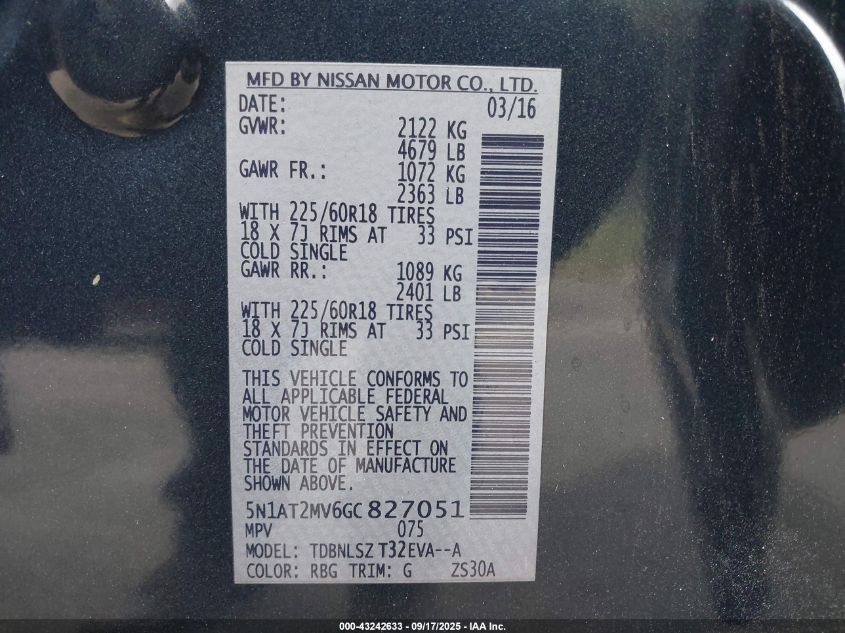 MFD BY NISSAN MOTOR CO., LTD.
DATE: 03/16
GVWR: 2122 KG
4679 LB
GAWR FR.: 1072 KG
2363 LB
WITH 225/60R18 TIRES
18 X 7J RIMS AT 33 PSI
COLD SINGLE
GAWR RR.: 1089 KG
2401 LB
WITH 225/60R18 TIRES
18 X 7J RIMS AT 33 PSI
COLD SINGLE
THIS VEHICLE CONFORMS TO
ALL APPLICABLE FEDERAL
MOTOR VEHICLE SAFETY AND
THEFT PREVENTION
STANDARDS IN EFFECT ON
THE DATE OF MANUFACTURE
SHOWN ABOVE.
5N1AT2MV6GC827051
MPV 075
MODEL: TDBNLSZ T32EVA--A
COLOR: RBG TRIM: G ZS30A
000-43242633 - 09/17/2025 - IAA Inc.